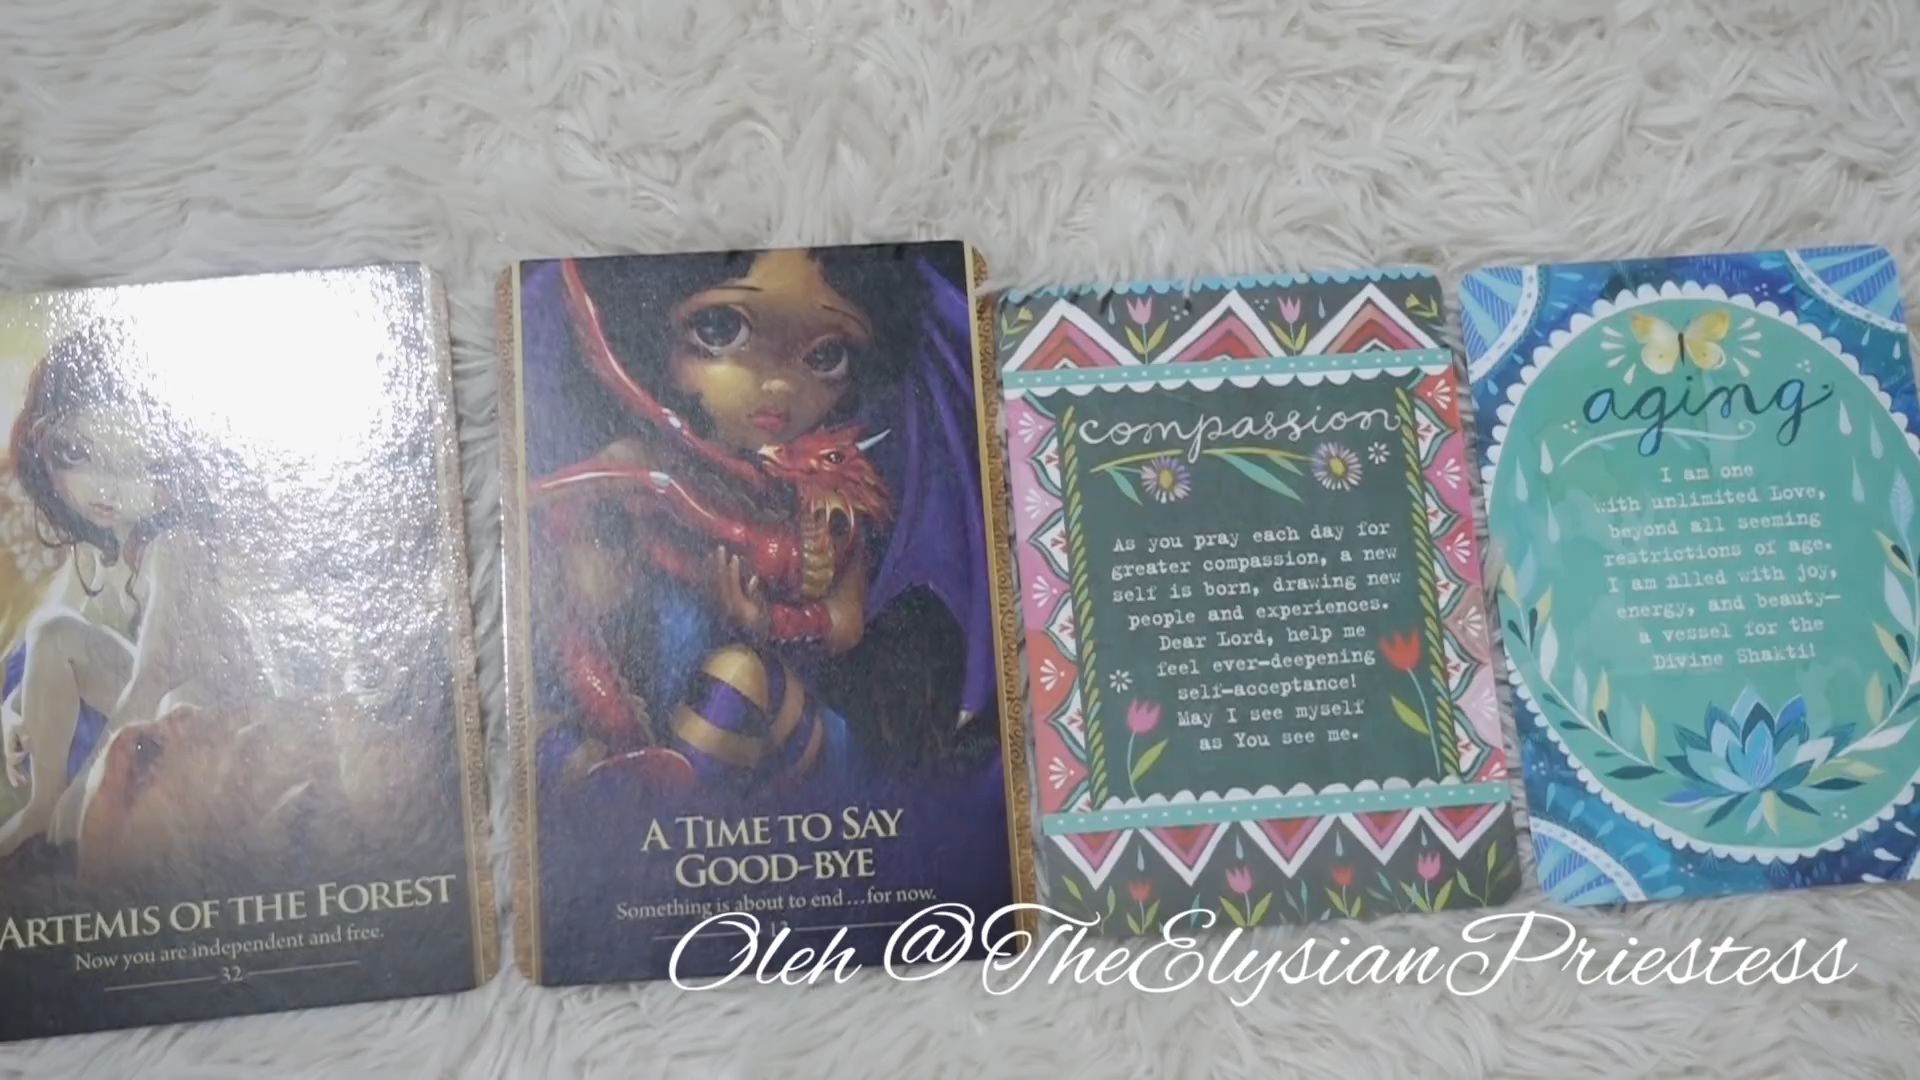 ARTEMIS OF THE FOREST
Now you are independent and free.
32
A TIME TO SAY
GOOD-BYE
Something is about to end...for now.
compassion
As you pray each day for
greater compassion, a new
self is born, drawing new
people and experiences.
Dear Lord, help me
feel ever-deepening
self-acceptance!
May I see myself
as You see me.
aging
I am one
with unlimited Love,
beyond all seeming
restrictions of age.
I am filled with joy,
energy, and beauty—
a vessel for the
Divine Shakti!
Oleh @TheElysianPriestess